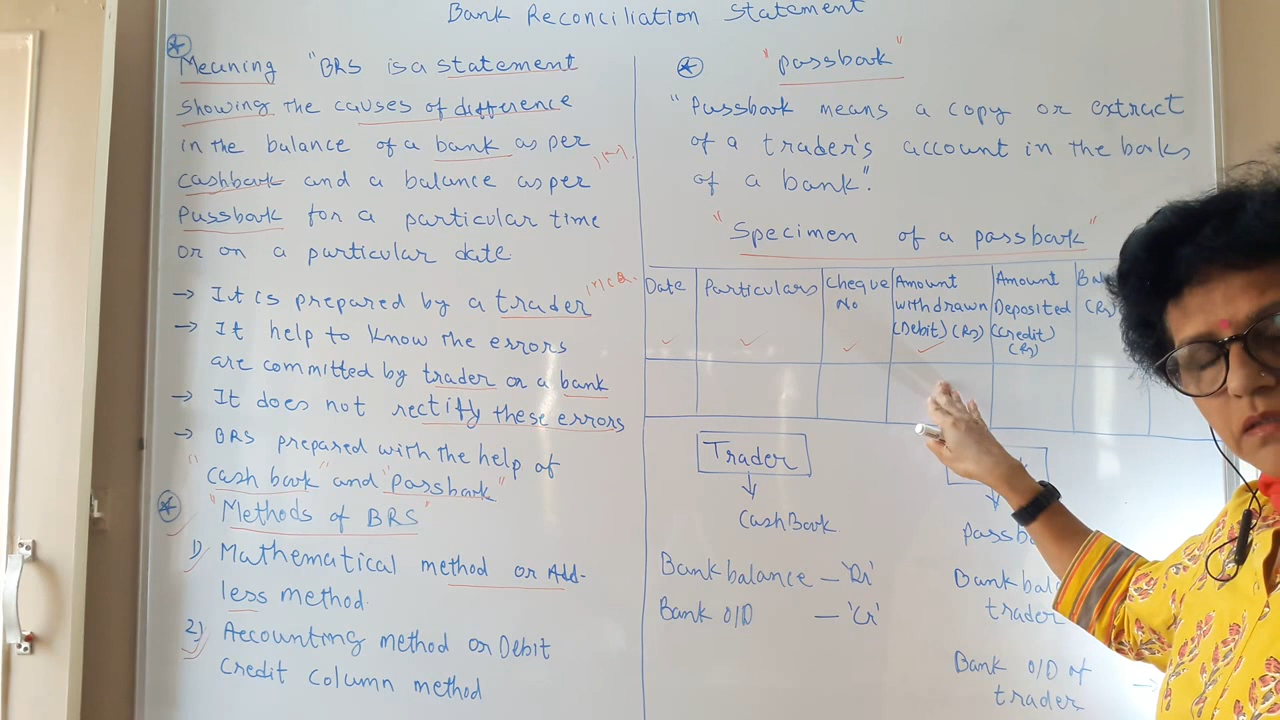 Bank Reconciliation Statement
Meaning "BRS is a statement
showing the causes of difference
in the balance of a bank as per
cashbook and a balance as per
Passbook for a particular time
or on a particular date.
→ It is prepared by a trader
→ It help to know the errors
are committed by trader or a bank
→ It does not rectify these errors
→ BRS prepared with the help of
"cash book" and "passbook"
"Methods of BRS"
1) Mathematical method or Add-
less method.
2) Accounting method or Debit
Credit column method
"passbook"
"Passbook means a copy or extract
of a trader's account in the books
of a bank".
"Specimen of a passbook"
Date
Particulars
Cheque
No
Amount
withdrawn
(Debit) (Rs)
Amount
Deposited
(Credit)
(Rs)
(Rs)
Trader
↓
CashBook
Bank balance - 'Dr'
Bank O/D - 'Cr'
↓
trader
Bank O/D of
trader →